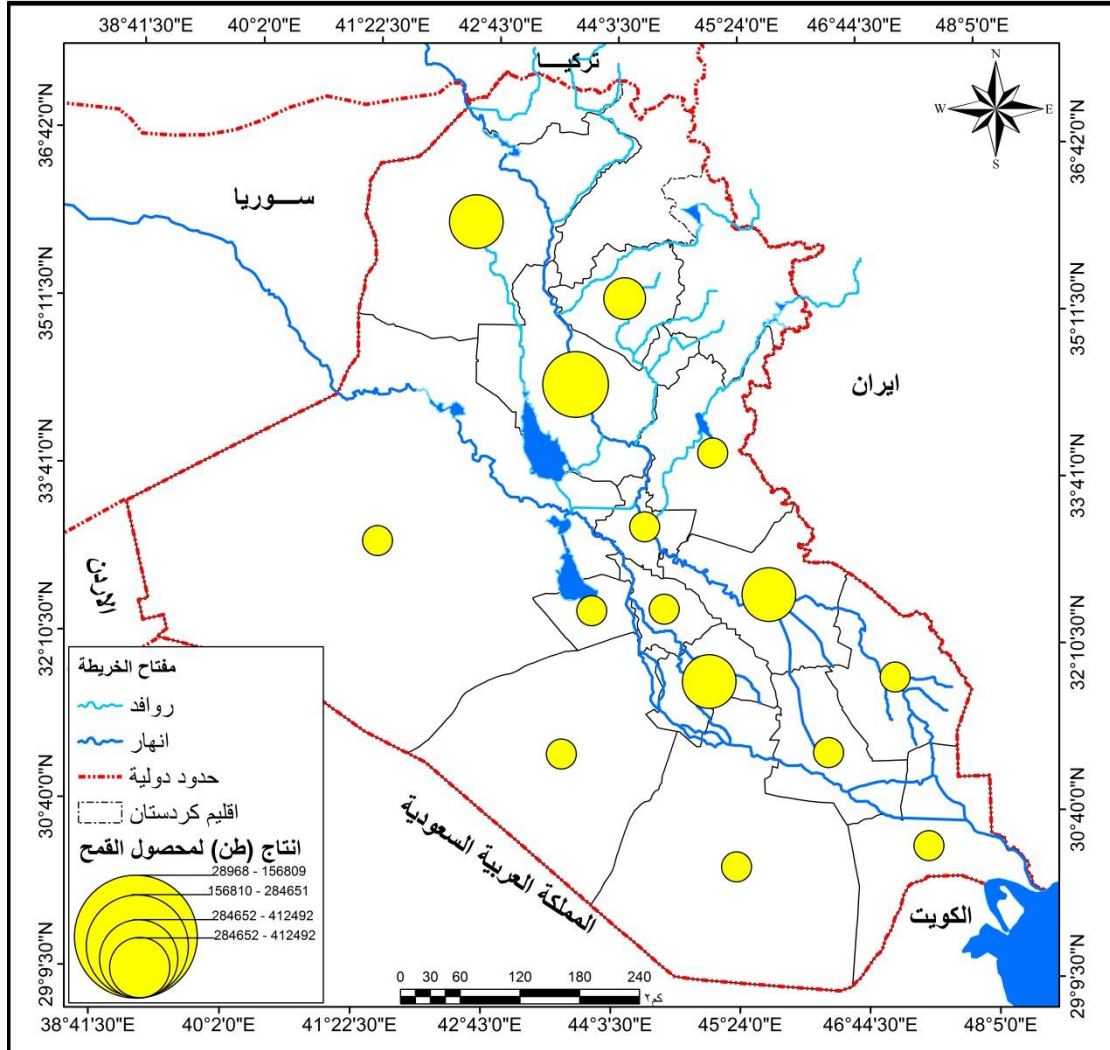 38°41'30"E 40°2'0"E 41°22'30"E 42°43'0"E 44°3'30"E 45°24'0"E 46°44'30"E 48°5'0"E
تركيـــا
N
W E
S
36°42'0"N
36°42'0"N
ســـوريا
35°11'30"N
35°11'30"N
ايران
33°41'0"N
33°41'0"N
الأردن
32°10'30"N
32°10'30"N
مفتاح الخريطة
روافد
انهار
حدود دولية
اقليم كردستان
انتاج (طن) لمحصول القمح
28968 - 156809
156810 - 284651
284652 - 412492
284652 - 412492
30°40'0"N
30°40'0"N
المملكة العربية السعودية
الكويت
29°9'30"N
29°9'30"N
0 30 60 120 180 240
كم٢
38°41'30"E 40°2'0"E 41°22'30"E 42°43'0"E 44°3'30"E 45°24'0"E 46°44'30"E 48°5'0"E